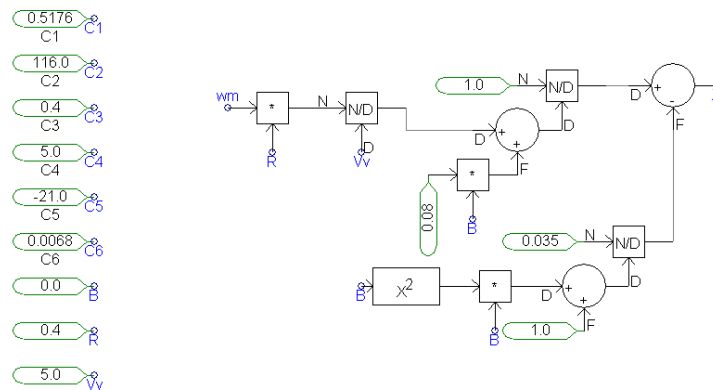 0.5176 C1
C1
116.0 C2
C2
0.4 C3
C3
5.0 C4
C4
-21.0 C5
C5
0.0068 C6
C6
0.0 B
B
0.4 R
R
5.0 Vv
wm
*
N
N/D
R
D
Vv
D
+
+
D
F
1.0
N
N/D
D
+
-
F
0.08
*
B
0.035
N
N/D
D
B
X2
*
B
D
+
+
1.0
F